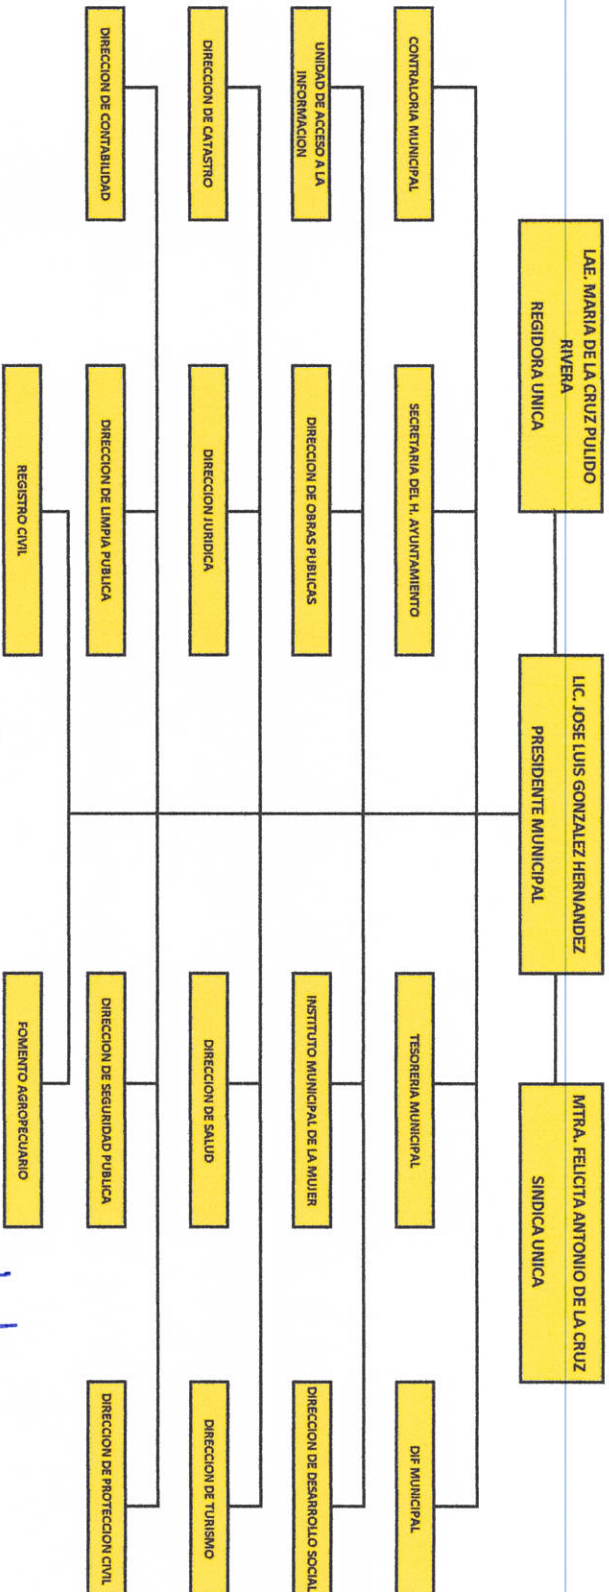 LAE. MARIA DE LA CRUZ PULIDO
RIVERA
REGIDORA UNICA
LIC. JOSE LUIS GONZALEZ HERNANDEZ
PRESIDENTE MUNICIPAL
MTRA. FELICITA ANTONIO DE LA CRUZ
SINDICA UNICA
CONTRALORIA MUNICIPAL
SECRETARIA DEL H. AYUNTAMIENTO
TESORERIA MUNICIPAL
DIF MUNICIPAL
UNIDAD DE ACCESO A LA
INFORMACION
DIRECCION DE OBRAS PUBLICAS
INSTITUTO MUNICIPAL DE LA MUJER
DIRECCION DE DESARROLLO SOCIAL
DIRECCION DE CATASTRO
DIRECCION JURIDICA
DIRECCION DE SALUD
DIRECCION DE TURISMO
DIRECCION DE CONTABILIDAD
DIRECCION DE LIMPIA PUBLICA
DIRECCION DE SEGURIDAD PUBLICA
DIRECCION DE PROTECCION CIVIL
REGISTRO CIVIL
FOMENTO AGROPECUARIO